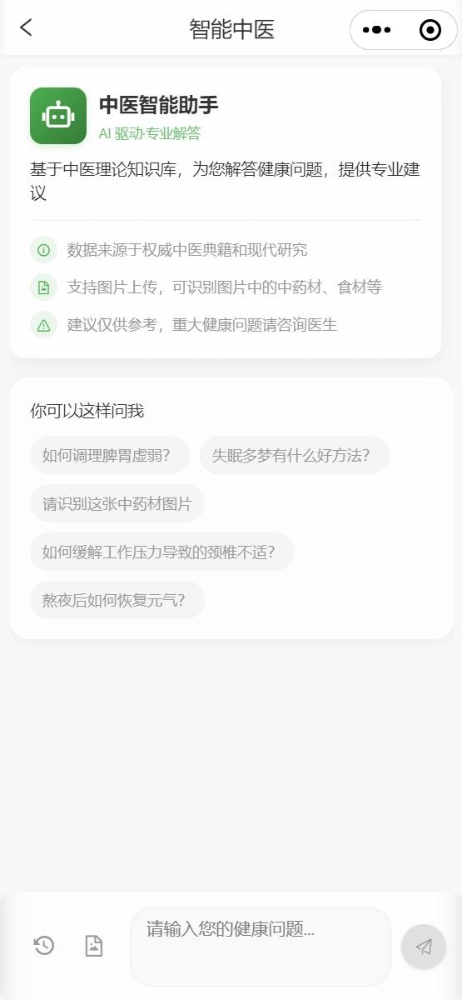 智能中医
中医智能助手
AI 驱动·专业解答
基于中医理论知识库，为您解答健康问题，提供专业建
议
数据来源于权威中医典籍和现代研究
支持图片上传，可识别图片中的中药材、食材等
建议仅供参考，重大健康问题请咨询医生
你可以这样问我
如何调理脾胃虚弱？
失眠多梦有什么好方法？
请识别这张中药材图片
如何缓解工作压力导致的颈椎不适？
熬夜后如何恢复元气？
请输入您的健康问题...